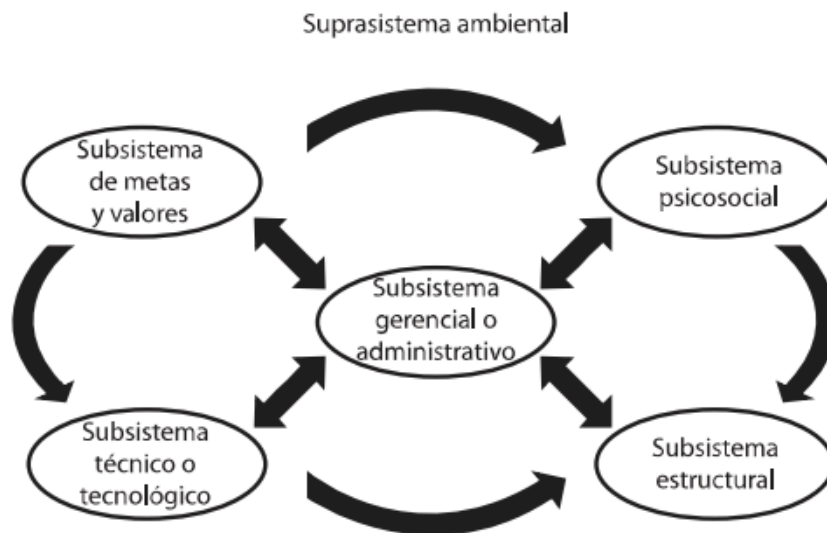 Suprasistema ambiental
Subsistema
de metas
y valores
Subsistema
psicosocial
Subsistema
gerencial o
administrativo
Subsistema
técnico o
tecnológico
Subsistema
estructural